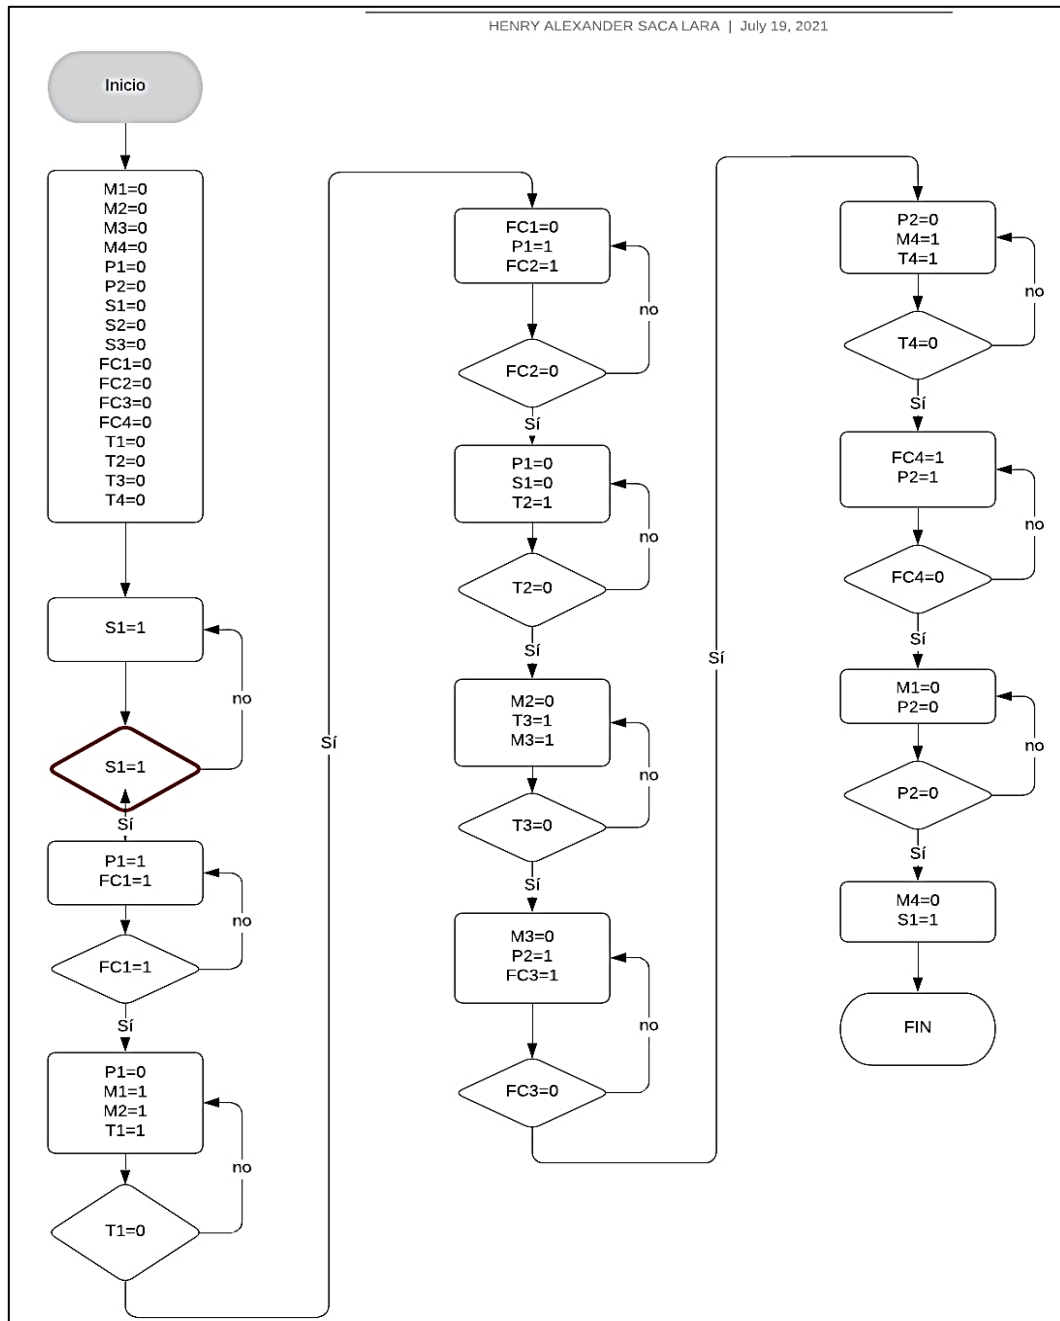 HENRY ALEXANDER SACA LARA | July 19, 2021
Inicio
M1=0
M2=0
M3=0
M4=0
P1=0
P2=0
S1=0
S2=0
S3=0
FC1=0
FC2=0
FC3=0
FC4=0
T1=0
T2=0
T3=0
T4=0
S1=1
no
S1=1
Sí
P1=1
FC1=1
no
FC1=1
Sí
P1=0
M1=1
M2=1
T1=1
no
T1=0
Sí
FC1=0
P1=1
FC2=1
no
FC2=0
Sí
P1=0
S1=0
T2=1
no
T2=0
Sí
M2=0
T3=1
M3=1
no
T3=0
Sí
M3=0
P2=1
FC3=1
no
FC3=0
Sí
P2=0
M4=1
T4=1
no
T4=0
Sí
FC4=1
P2=1
no
FC4=0
Sí
M1=0
P2=0
no
P2=0
Sí
M4=0
S1=1
FIN